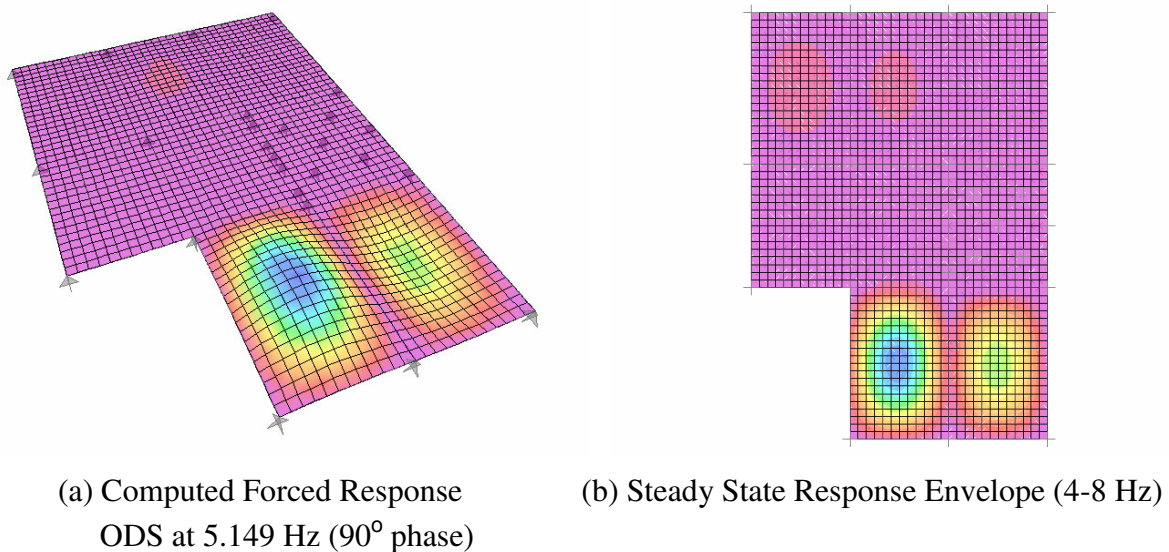 (a) Computed Forced Response
ODS at 5.149 Hz (90° phase)
(b) Steady State Response Envelope (4-8 Hz)